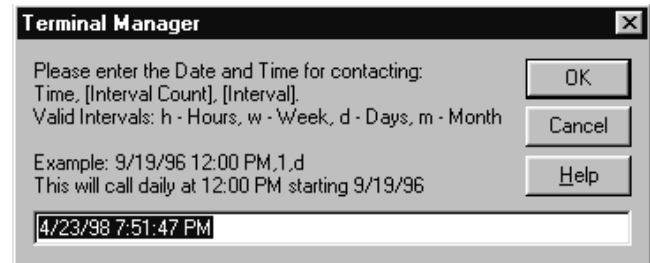 Terminal Manager
Please enter the Date and Time for contacting:
Time, [Interval Count], [Interval].
Valid Intervals: h - Hours, w - Week, d - Days, m - Month
Example: 9/19/96 12:00 PM,1,d
This will call daily at 12:00 PM starting 9/19/96
OK
Cancel
Help
4/23/98 7:51:47 PM